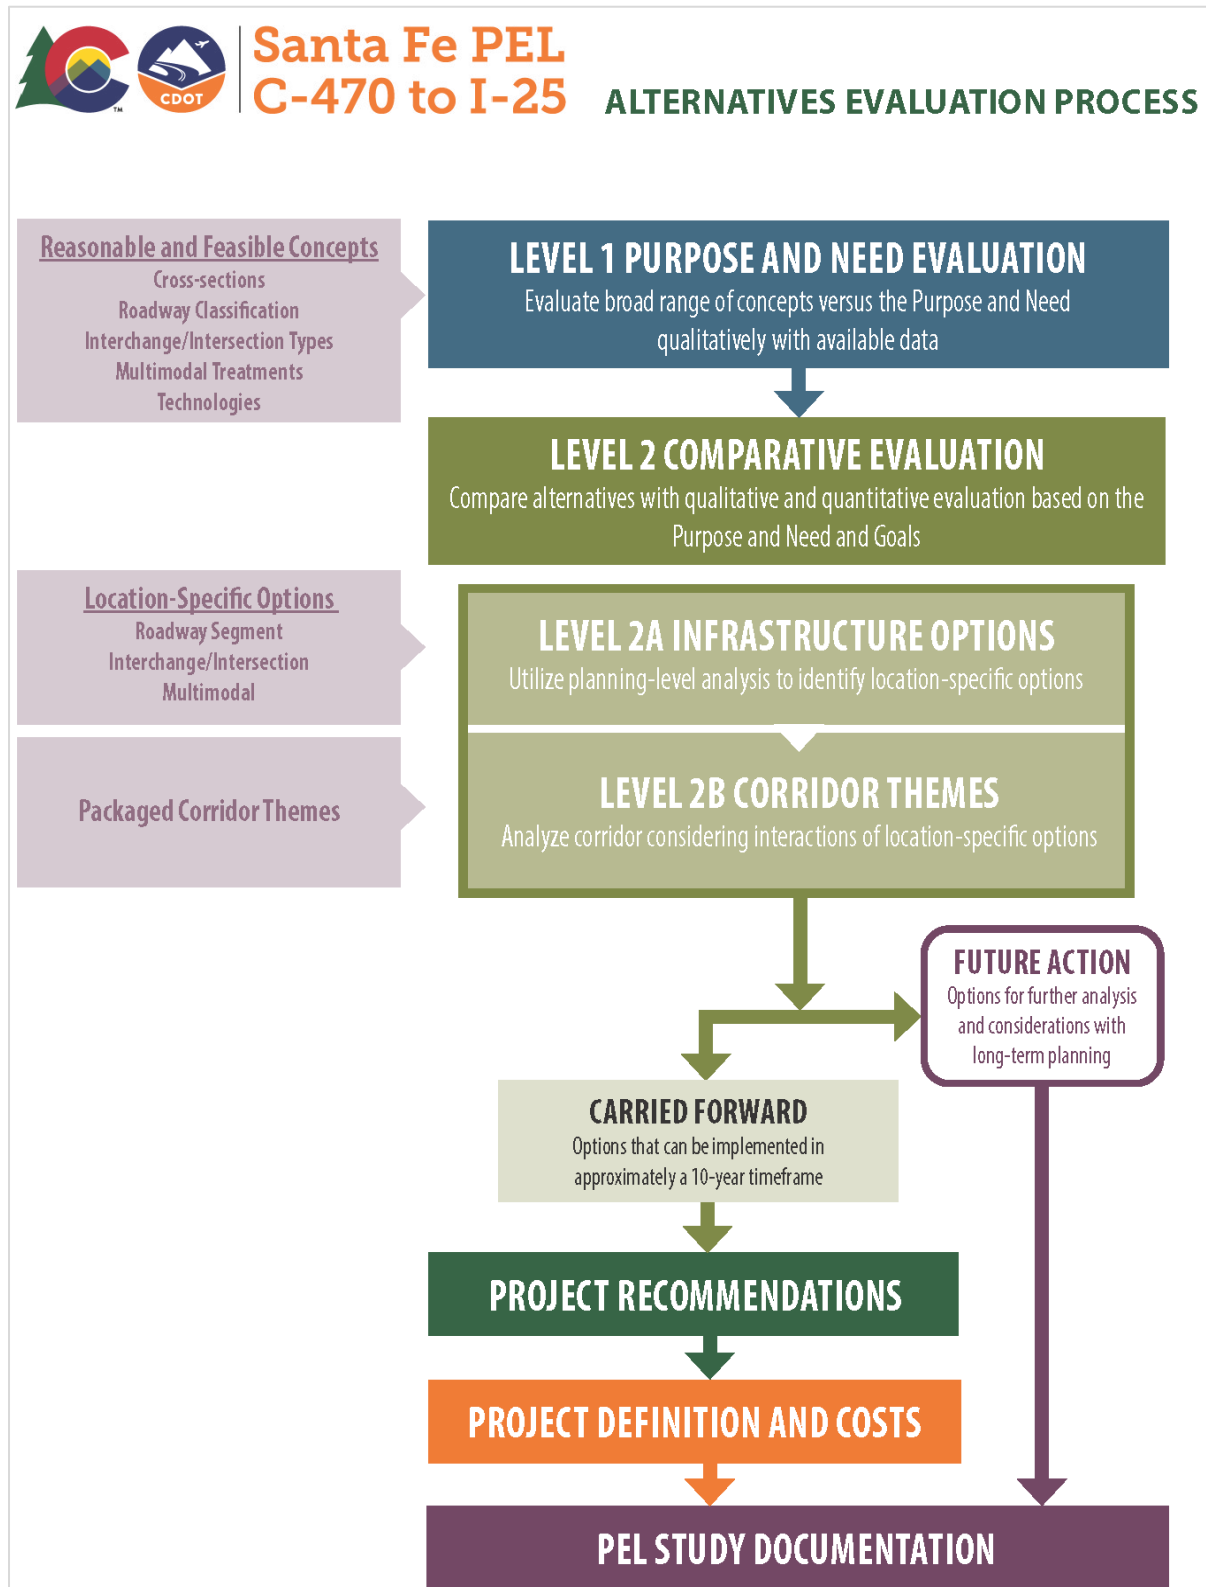 CDOT
TM
Santa Fe PEL
C-470 to I-25
ALTERNATIVES EVALUATION PROCESS
Reasonable and Feasible Concepts
Cross-sections
Roadway Classification
Interchange/Intersection Types
Multimodal Treatments
Technologies
LEVEL 1 PURPOSE AND NEED EVALUATION
Evaluate broad range of concepts versus the Purpose and Need
qualitatively with available data
LEVEL 2 COMPARATIVE EVALUATION
Compare alternatives with qualitative and quantitative evaluation based on the
Purpose and Need and Goals
Location-Specific Options
Roadway Segment
Interchange/Intersection
Multimodal
LEVEL 2A INFRASTRUCTURE OPTIONS
Utilize planning-level analysis to identify location-specific options
Packaged Corridor Themes
LEVEL 2B CORRIDOR THEMES
Analyze corridor considering interactions of location-specific options
FUTURE ACTION
Options for further analysis
and considerations with
long-term planning
CARRIED FORWARD
Options that can be implemented in
approximately a 10-year timeframe
PROJECT RECOMMENDATIONS
PROJECT DEFINITION AND COSTS
PEL STUDY DOCUMENTATION